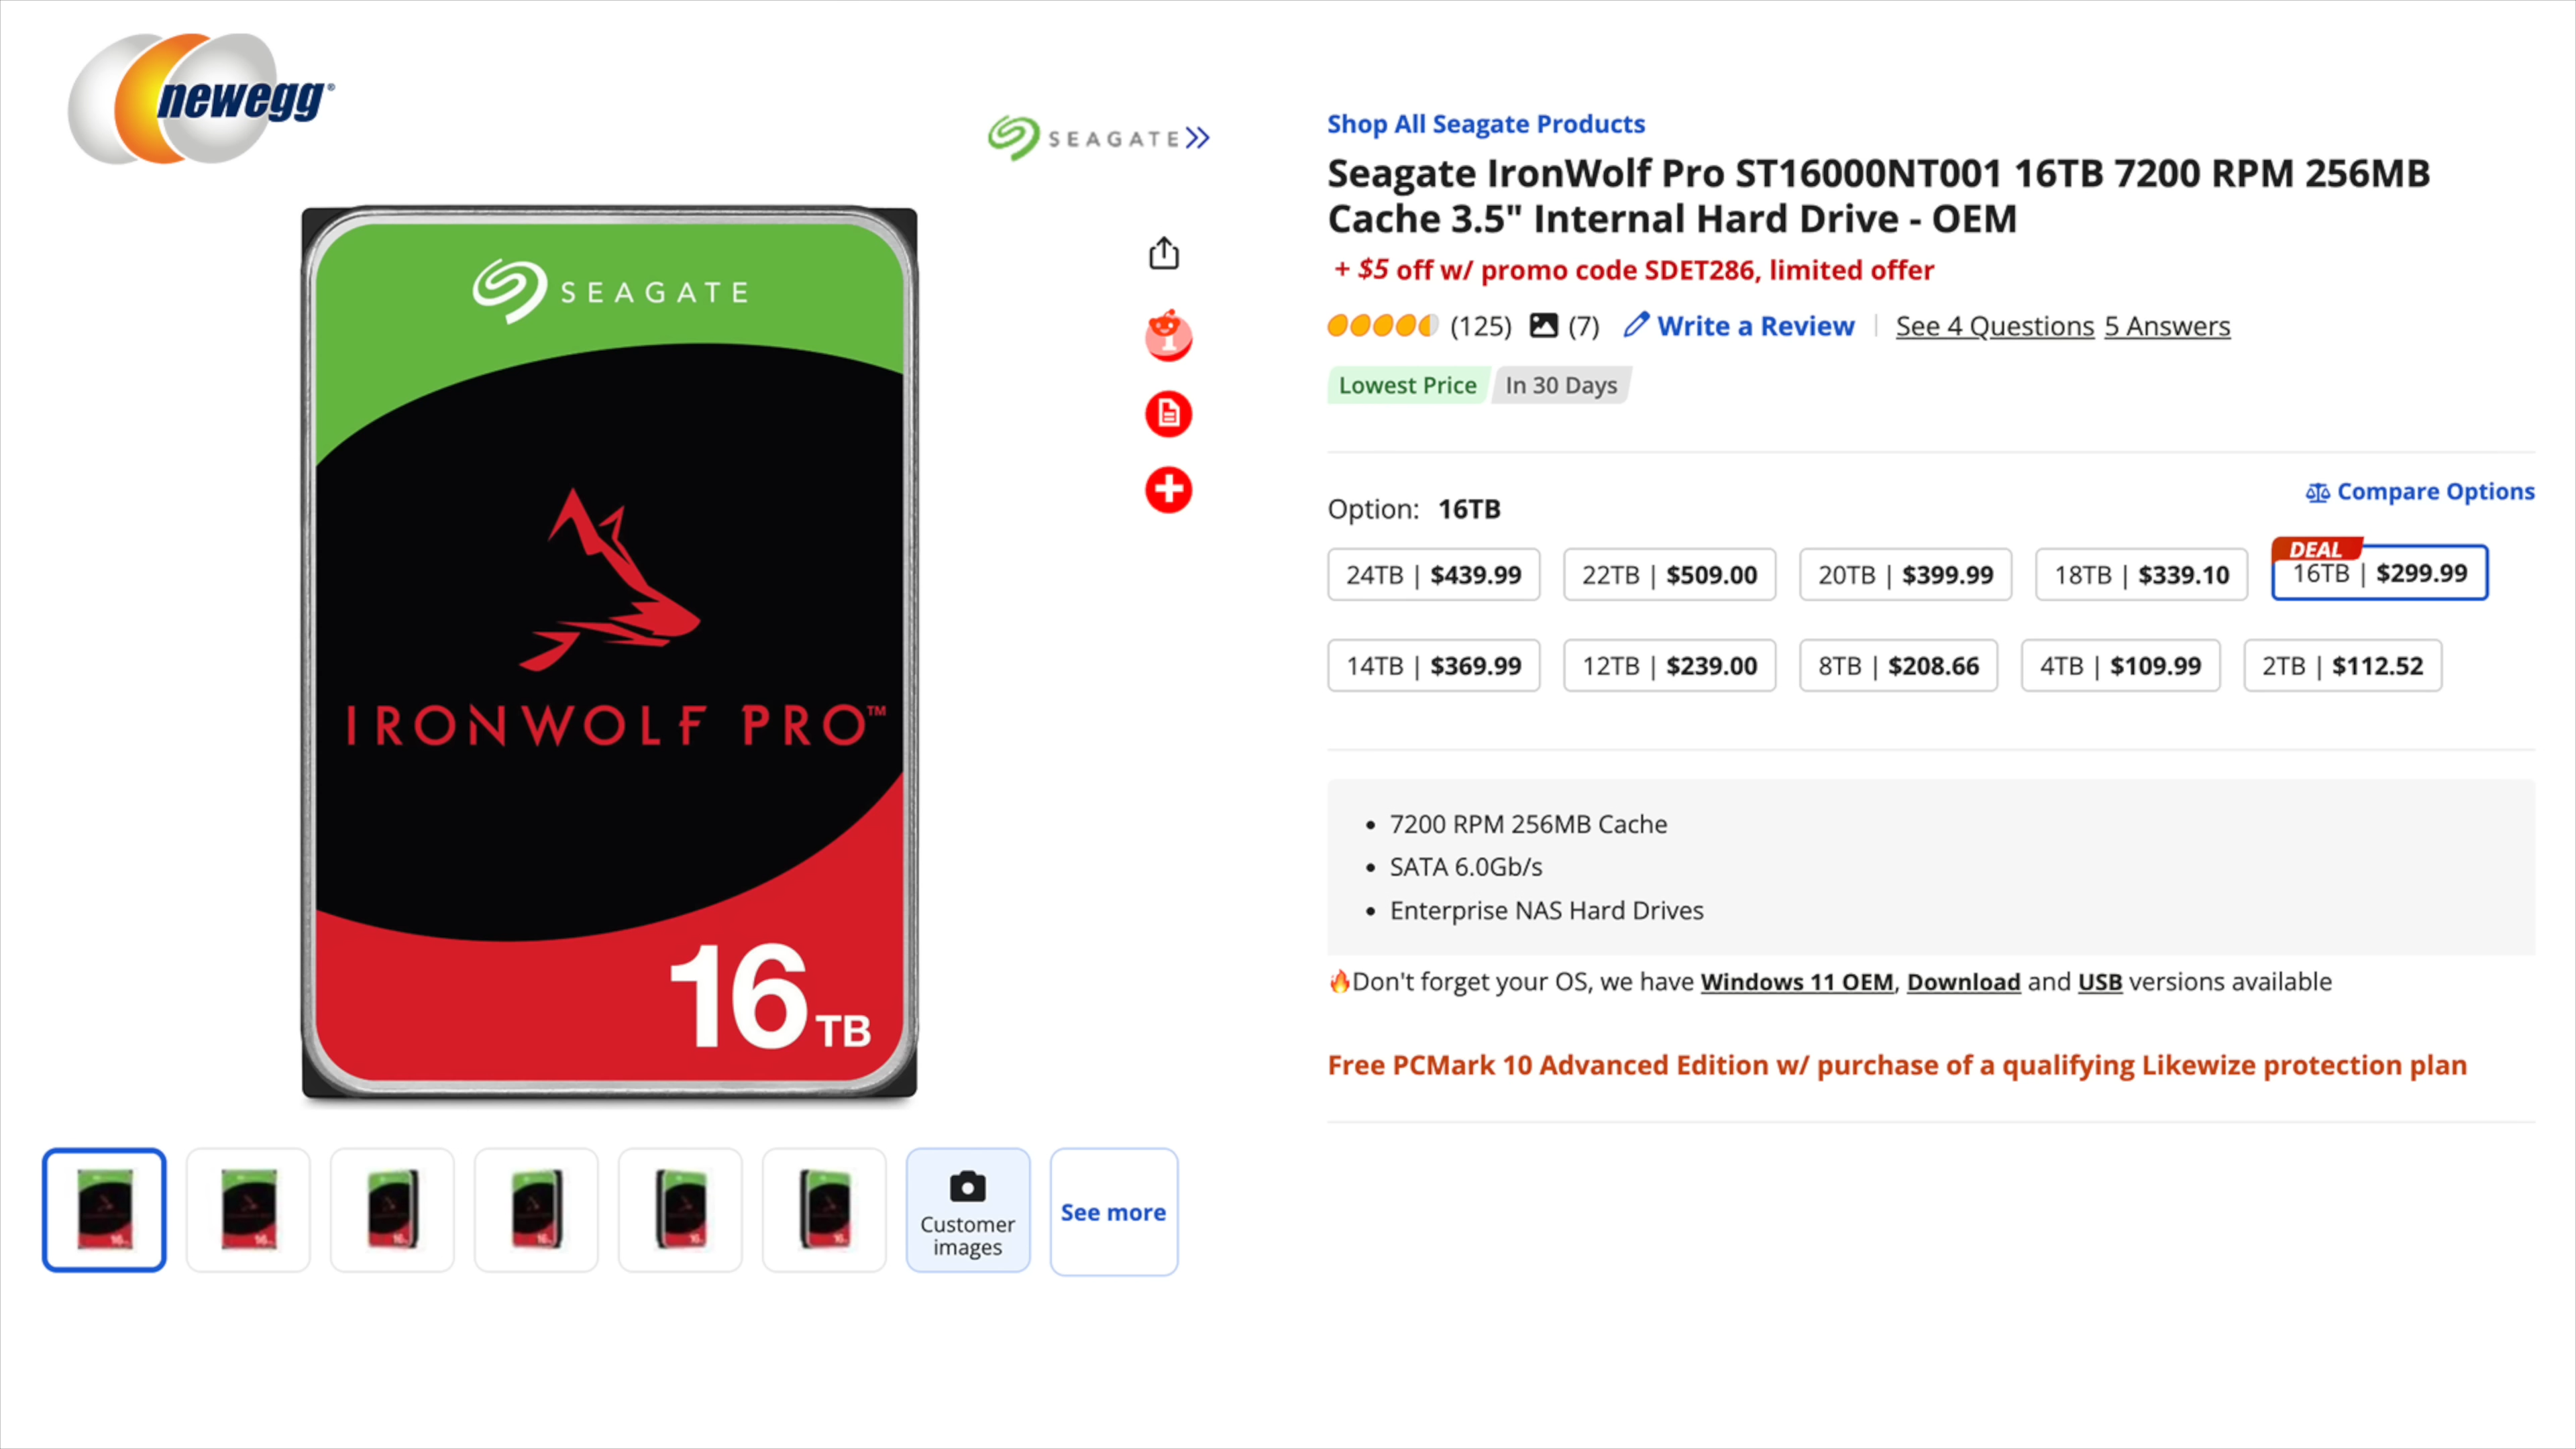 newegg®
SEAGATE
SEAGATE
IRONWOLF PRO™
16 TB
Customer
images
See more
Shop All Seagate Products
Seagate IronWolf Pro ST16000NT001 16TB 7200 RPM 256MB
Cache 3.5" Internal Hard Drive - OEM
+ $5 off w/ promo code SDET286, limited offer
(125) (7) Write a Review | See 4 Questions 5 Answers
Lowest Price In 30 Days
Compare Options
Option: 16TB
DEAL
24TB | $439.99 22TB | $509.00 20TB | $399.99 18TB | $339.10 16TB | $299.99
14TB | $369.99 12TB | $239.00 8TB | $208.66 4TB | $109.99 2TB | $112.52
• 7200 RPM 256MB Cache
• SATA 6.0Gb/s
• Enterprise NAS Hard Drives
🔥Don't forget your OS, we have Windows 11 OEM, Download and USB versions available
Free PCMark 10 Advanced Edition w/ purchase of a qualifying Likewize protection plan